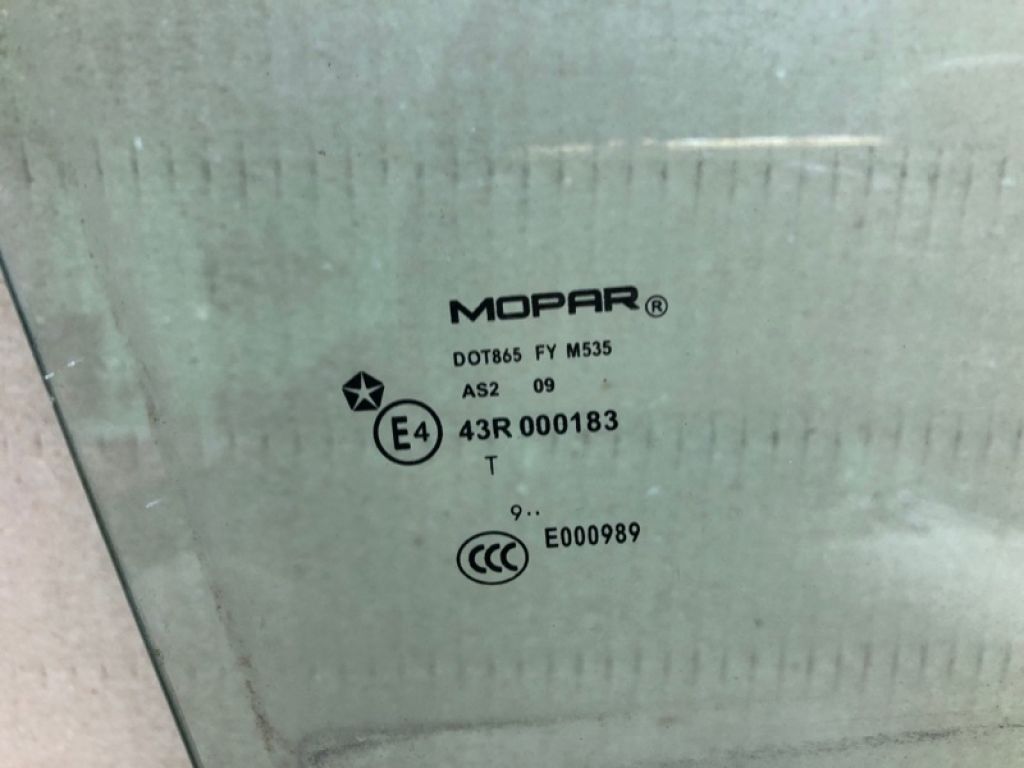 MOPAR®
DOT865 FY M535
AS2 09
E4 43R 000183
T
9..
CCC E000989